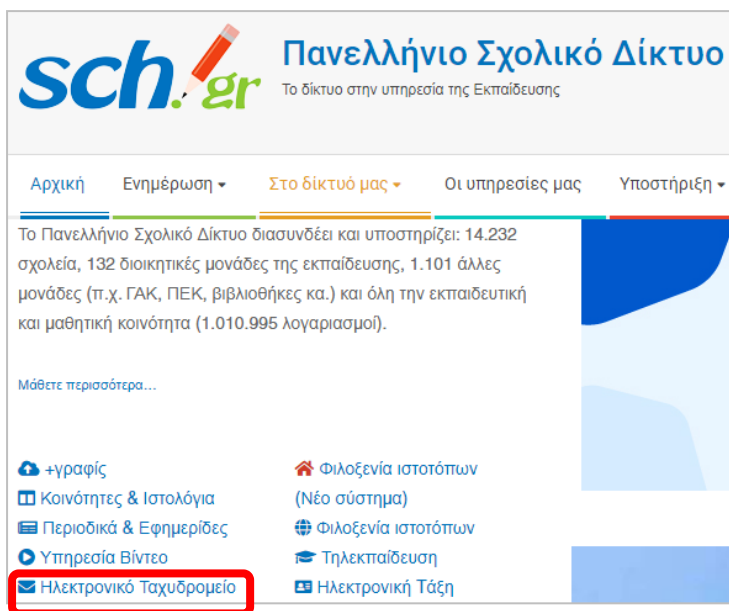 sch.gr
Πανελλήνιο Σχολικό Δίκτυο
Το δίκτυο στην υπηρεσία της Εκπαίδευσης
Αρχική Ενημέρωση Στο δίκτυό μας Οι υπηρεσίες μας Υποστήριξη
Το Πανελλήνιο Σχολικό Δίκτυο διασυνδέει και υποστηρίζει: 14.232
σχολεία, 132 διοικητικές μονάδες της εκπαίδευσης, 1.101 άλλες
μονάδες (π.χ. ΓΑΚ, ΠΕΚ, βιβλιοθήκες κα.) και όλη την εκπαιδευτική
και μαθητική κοινότητα (1.010.995 λογαριασμοί).
Μάθετε περισσότερα...
+γραφίς
Κοινότητες & Ιστολόγια
Περιοδικά & Εφημερίδες
Υπηρεσία Βίντεο
Ηλεκτρονικό Ταχυδρομείο
Φιλοξενία ιστοτόπων
(Νέο σύστημα)
Φιλοξενία ιστοτόπων
Τηλεκπαίδευση
Ηλεκτρονική Τάξη